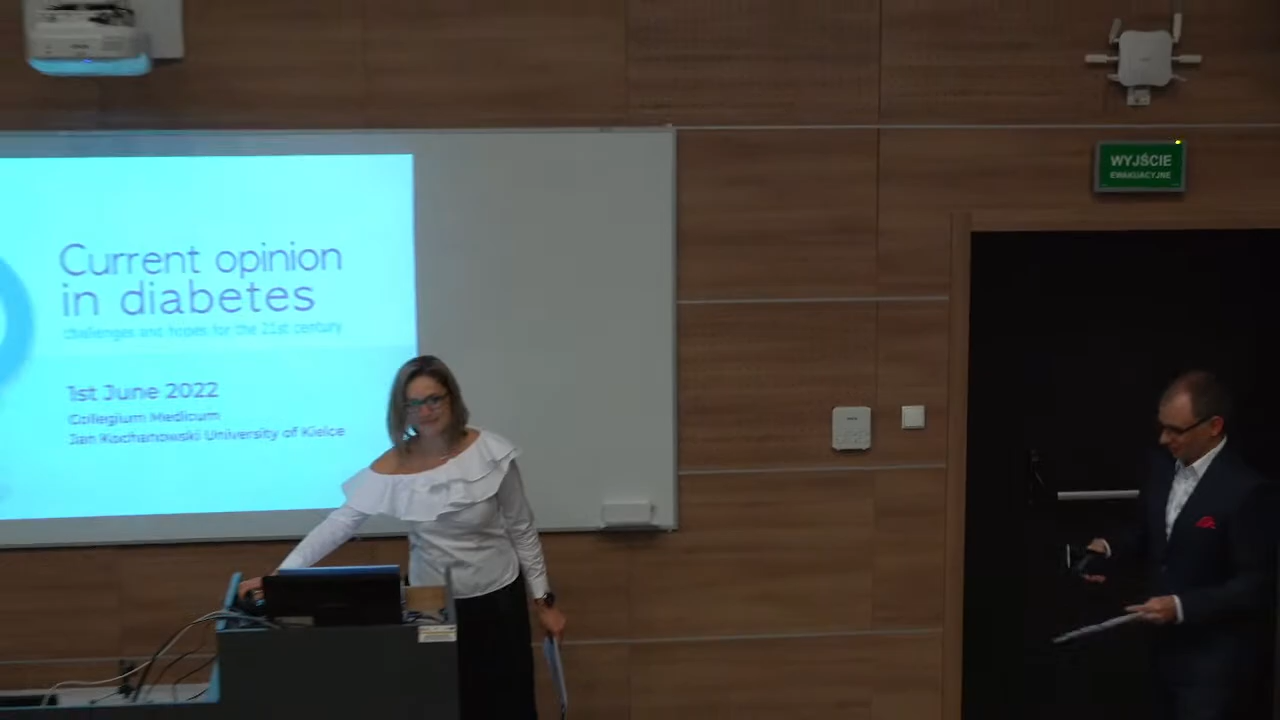 Current opinion
in diabetes
challenges and hopes for the 21st century
1st June 2022
Collegium Medicum
Jan Kochanowski University of Kielce
WYJŚCIE
EWAKUACYJNE